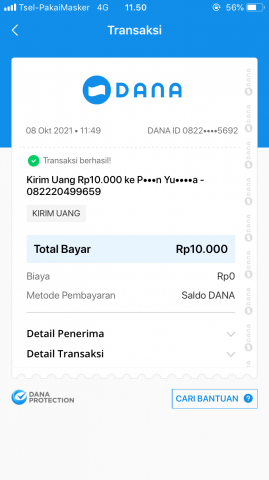 Tsel-PakaiMasker 4G 11.50 56%
Transaksi
DANA
08 Okt 2021 • 11:49 DANA ID 0822••••5692
Transaksi berhasil!
Kirim Uang Rp10.000 ke P•••n Yu••••a -
082220499659
KIRIM UANG
Total Bayar Rp10.000
Biaya Rp0
Metode Pembayaran Saldo DANA
Detail Penerima
Detail Transaksi
DANA
PROTECTION
CARI BANTUAN ?